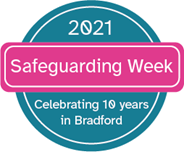 2021
Safeguarding Week
Celebrating 10 years
in Bradford